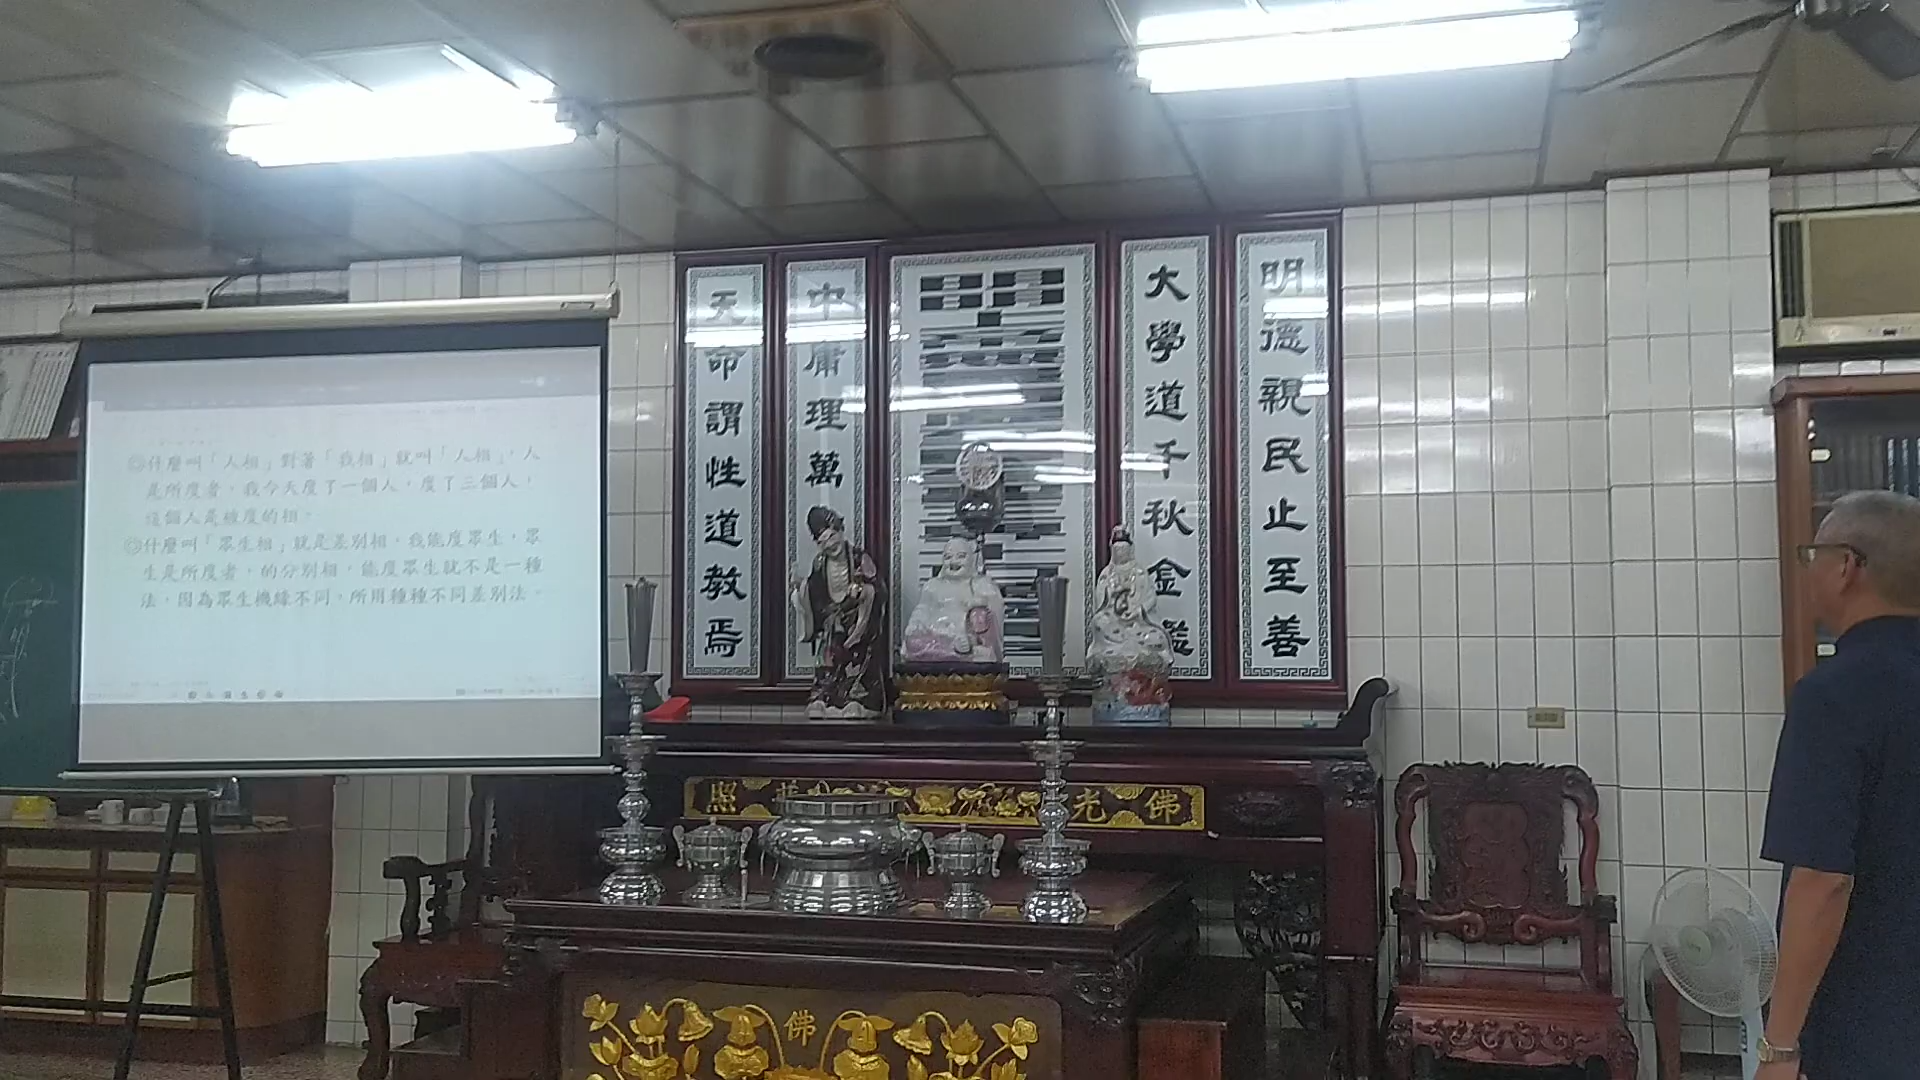 ◎什麼叫「人相」對著「我相」就叫「人相」，人
是所度者，我今天度了一個人，度了三個人，
這個人是被度的相。
◎什麼叫「眾生相」就是差別相，我能度眾生，眾
生是所度者，的分別相，能度眾生就不是一種
法，因為眾生機緣不同，所用種種不同差別法。
明德親民止至善
大學道千秋金鑑
中庸理萬
天命謂性道教焉
佛光
照
佛